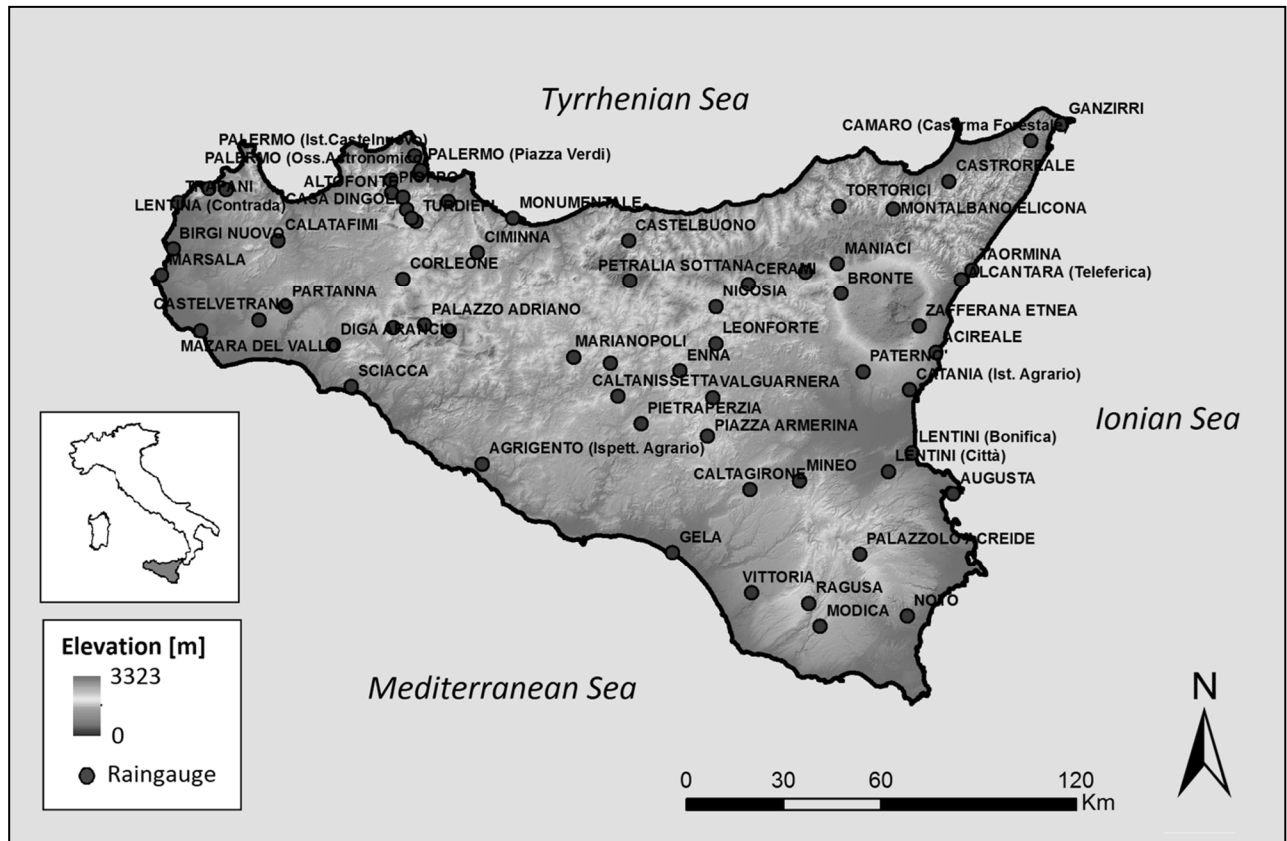 Tyrrhenian Sea
GANZIRRI
CAMARO (Caserma Forestale)
PALERMO (Ist.Castelnuovo)
PALERMO (Oss.Astronomico)
PALERMO (Piazza Verdi)
CASTROREALE
ALTOFONTE
PIOPPO
TRAPANI
TORTORICI
CASA DINGOLI
LENTINA (Contrada)
MONUMENTALE
MONTALBANO ELICONA
CALATAFIMI
CASTELBUONO
BIRGI NUOVO
CIMINNA
MANIACI
TAORMINA
MARSALA
CORLEONE
PETRALIA SOTTANA
CERAMI
ALCANTARA (Teleferica)
BRONTE
PARTANNA
NICOSIA
CASTELVETRANO
PALAZZO ADRIANO
ZAFFERANA ETNEA
DIGA ARANCIO
LEONFORTE
ACIREALE
MAZARA DEL VALLO
MARIANOPOLI
ENNA
PATERNO'
SCIACCA
CALTANISSETTA
VALGUARNERA
CATANIA (Ist. Agrario)
PIETRAPERZIA
Ionian Sea
PIAZZA ARMERINA
LENTINI (Bonifica)
AGRIGENTO (Ispett. Agrario)
LENTINI (Città)
CALTAGIRONE
MINEO
AUGUSTA
GELA
PALAZZOLO ACREIDE
VITTORIA
RAGUSA
NOTO
MODICA
Mediterranean Sea
Elevation [m]
3323
0
Raingauge
N
0 30 60 120
Km